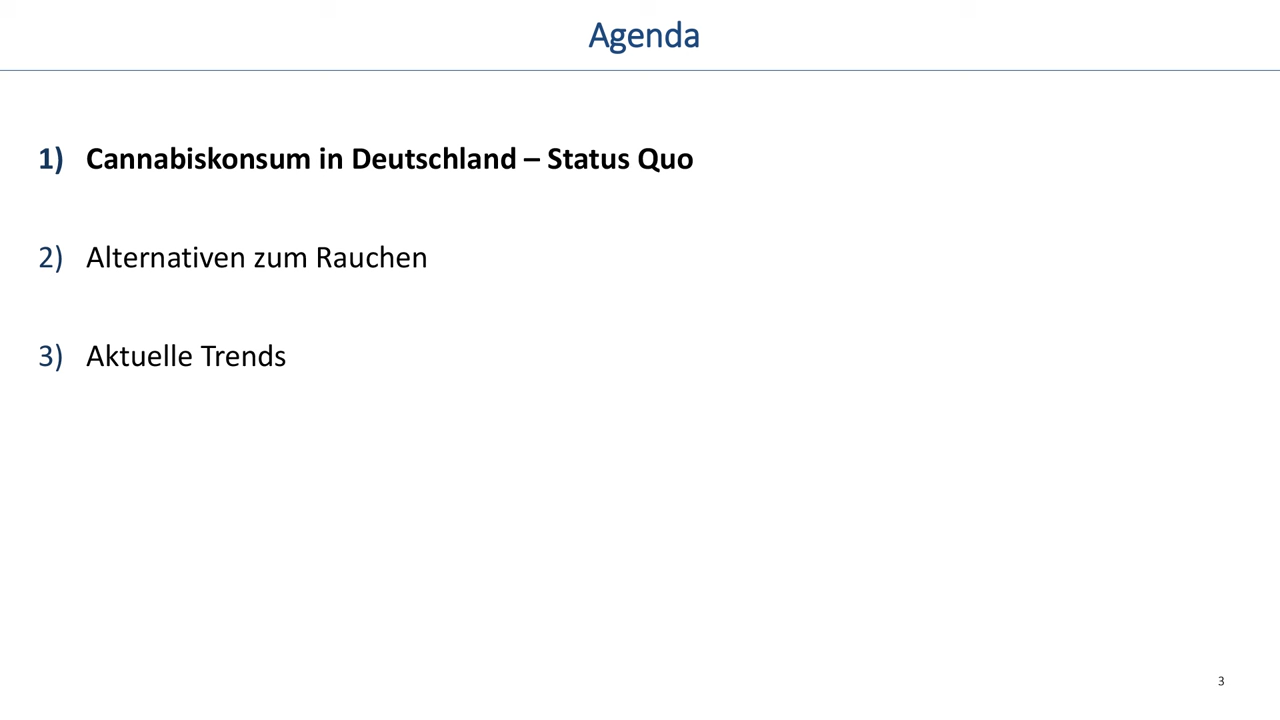 Agenda
1) Cannabiskonsum in Deutschland – Status Quo
2) Alternativen zum Rauchen
3) Aktuelle Trends
3